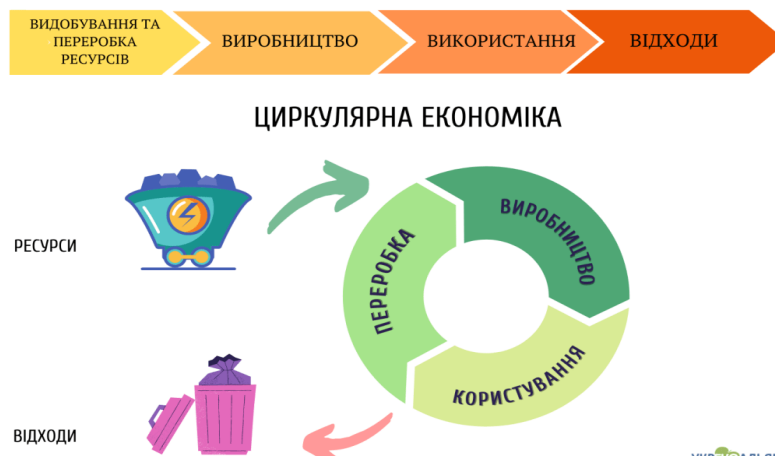 ВИДОБУВАННЯ ТА
ПЕРЕРОБКА
РЕСУРСІВ
ВИРОБНИЦТВО
ВИКОРИСТАННЯ
ВІДХОДИ
ЦИРКУЛЯРНА ЕКОНОМІКА
РЕСУРСИ
ПЕРЕРОБКА
ВИРОБНИЦТВО
КОРИСТУВАННЯ
ВІДХОДИ